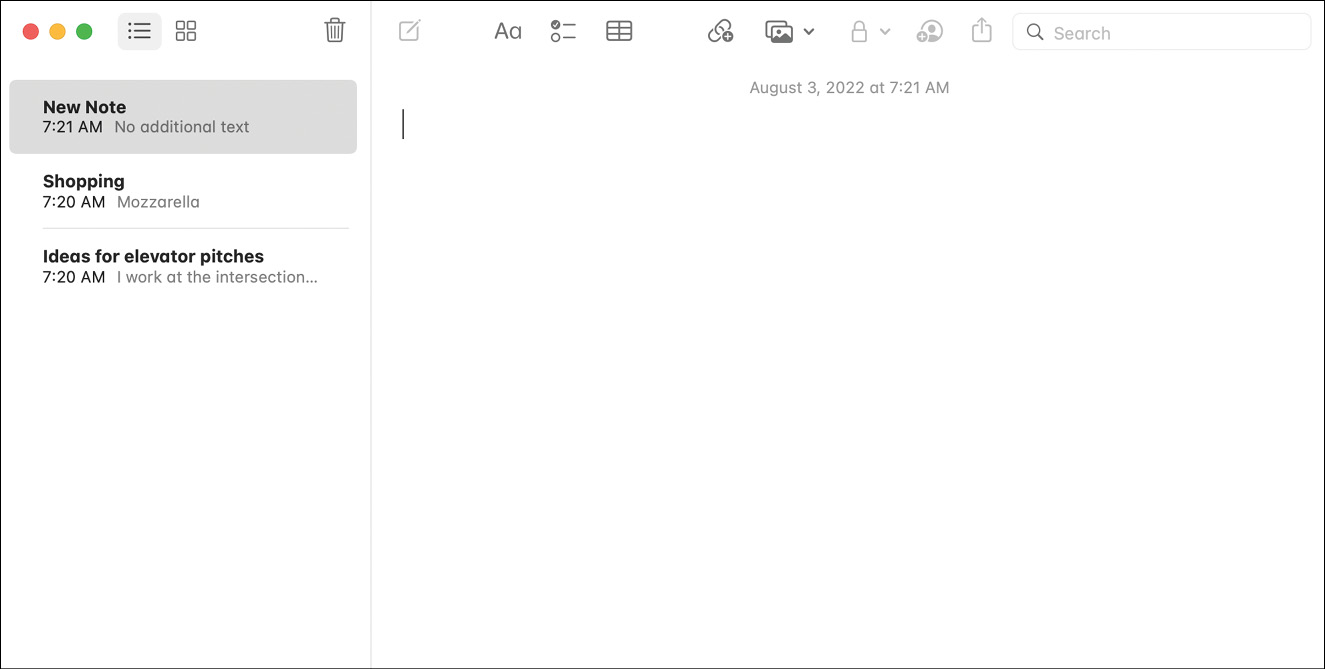 Aa
Search
New Note
7:21 AM No additional text
Shopping
7:20 AM Mozzarella
Ideas for elevator pitches
7:20 AM I work at the intersection...
August 3, 2022 at 7:21 AM